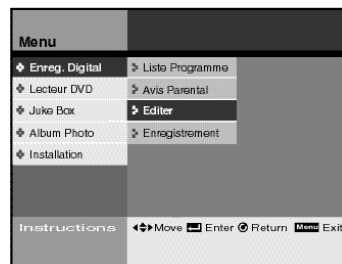 Menu
Enreg. Digital
Lecteur DVD
Juke Box
Album Photo
Installation
Liste Programme
Avis Parental
Editer
Enregistrement
Instructions
Move Enter Return Menu Exit